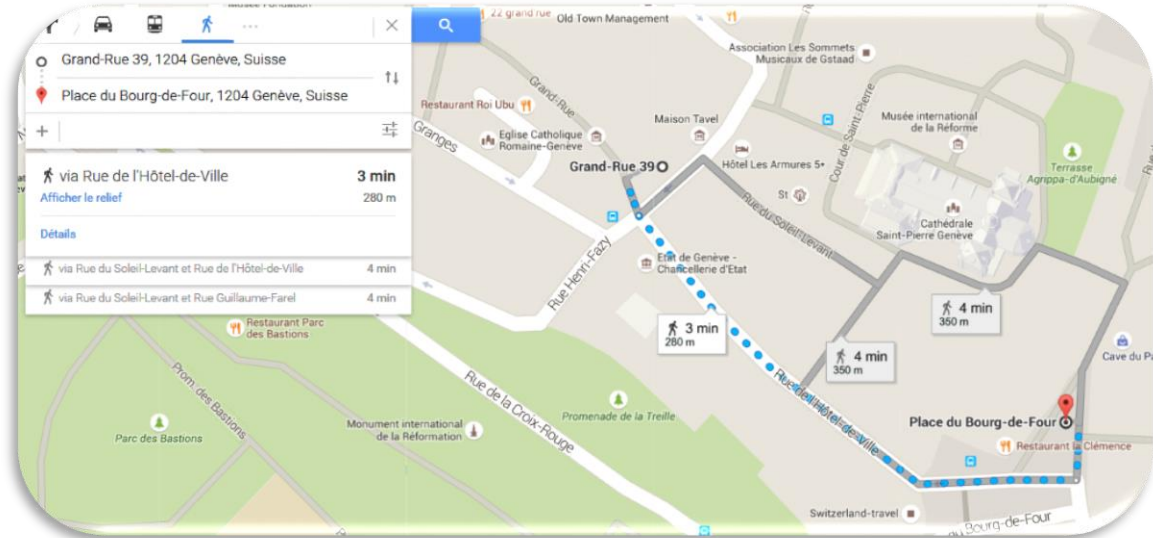 Grand-Rue 39, 1204 Genève, Suisse
Place du Bourg-de-Four, 1204 Genève, Suisse
via Rue de l'Hôtel-de-Ville 3 min
Afficher le relief 280 m
Détails
via Rue du Soleil-Levant et Rue de l'Hôtel-de-Ville 4 min
via Rue du Soleil-Levant et Rue Guillaume-Farel 4 min
22 grand rue
Old Town Management
Association Les Sommets
Musicaux de Gstaad
Grand-Rue
Restaurant Roi Ubu
Granges
Eglise Catholique
Romaine-Genève
Maison Tavel
Cour de Saint-Pierre
Musée international
de la Réforme
Hôtel Les Armures 5*
Grand-Rue 39
St
Terrasse
Agrippa-d'Aubigné
Rue du Soleil-Levant
Cathédrale
Saint-Pierre Genève
Rue Henri-Fazy
Etat de Genève -
Chancellerie d'Etat
3 min
280 m
4 min
350 m
4 min
350 m
Restaurant Parc
des Bastions
Cave du Pa
Prom. des Bastions
Rue de la Croix-Rouge
Rue de l'Hôtel-de-Ville
Promenade de la Treille
Place du Bourg-de-Four
Parc des Bastions
Monument international
de la Réformation
Restaurant la Clémence
Switzerland-travel
au Bourg-de-Four